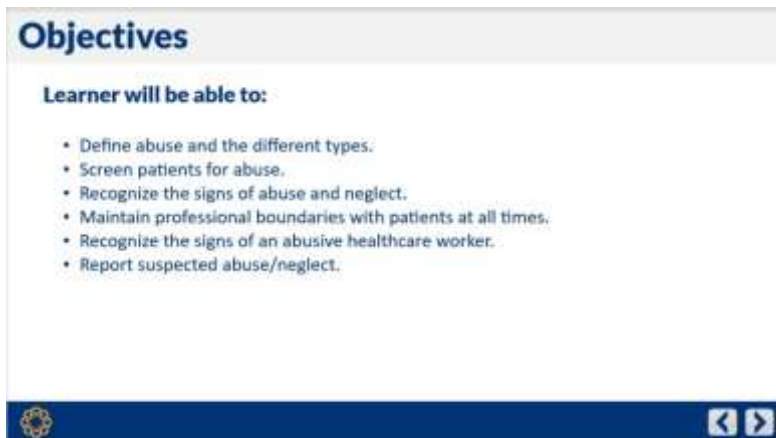 Objectives
Learner will be able to:
• Define abuse and the different types.
• Screen patients for abuse.
• Recognize the signs of abuse and neglect.
• Maintain professional boundaries with patients at all times.
• Recognize the signs of an abusive healthcare worker.
• Report suspected abuse/neglect.